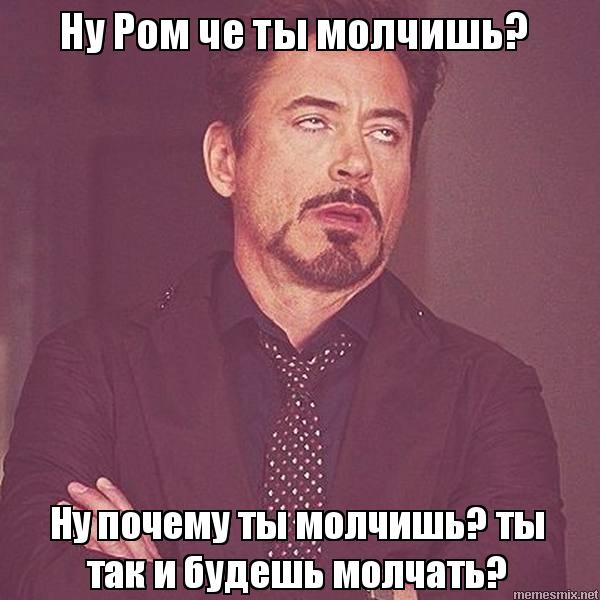 Ну Ром че ты молчишь?
Ну почему ты молчишь? ты
так и будешь молчать?
memesmix.net